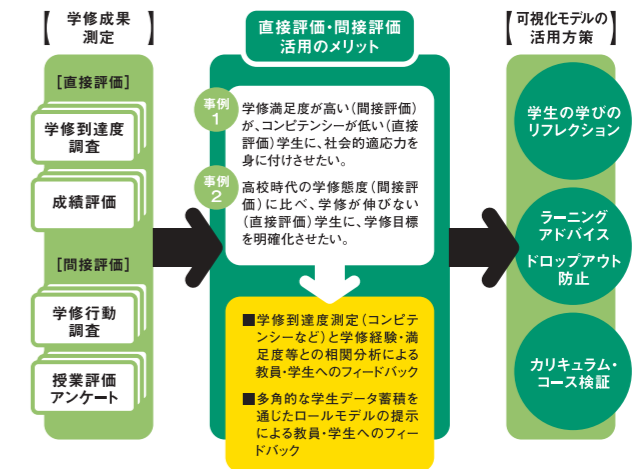 【学修成果
測定】
[直接評価]
学修到達度
調査
成績評価
[間接評価]
学修行動
調査
授業評価
アンケート
直接評価・間接評価
活用のメリット
事例
1
学修満足度が高い(間接評価)
が、コンピテンシーが低い(直接
評価)学生に、社会的適応力を
身に付けさせたい。
事例
2
高校時代の学修態度(間接評
価)に比べ、学修が伸びない
(直接評価)学生に、学修目標
を明確化させたい。
■学修到達度測定(コンピテ
ンシーなど)と学修経験・満
足度等との相関分析による
教員・学生へのフィードバック
■多角的な学生データ蓄積を
通じたロールモデルの提示
による教員・学生へのフィー
ドバック
【可視化モデルの
活用方策】
学生の学びの
リフレクション
ラーニング
アドバイス
ドロップアウト
防止
カリキュラム・
コース検証